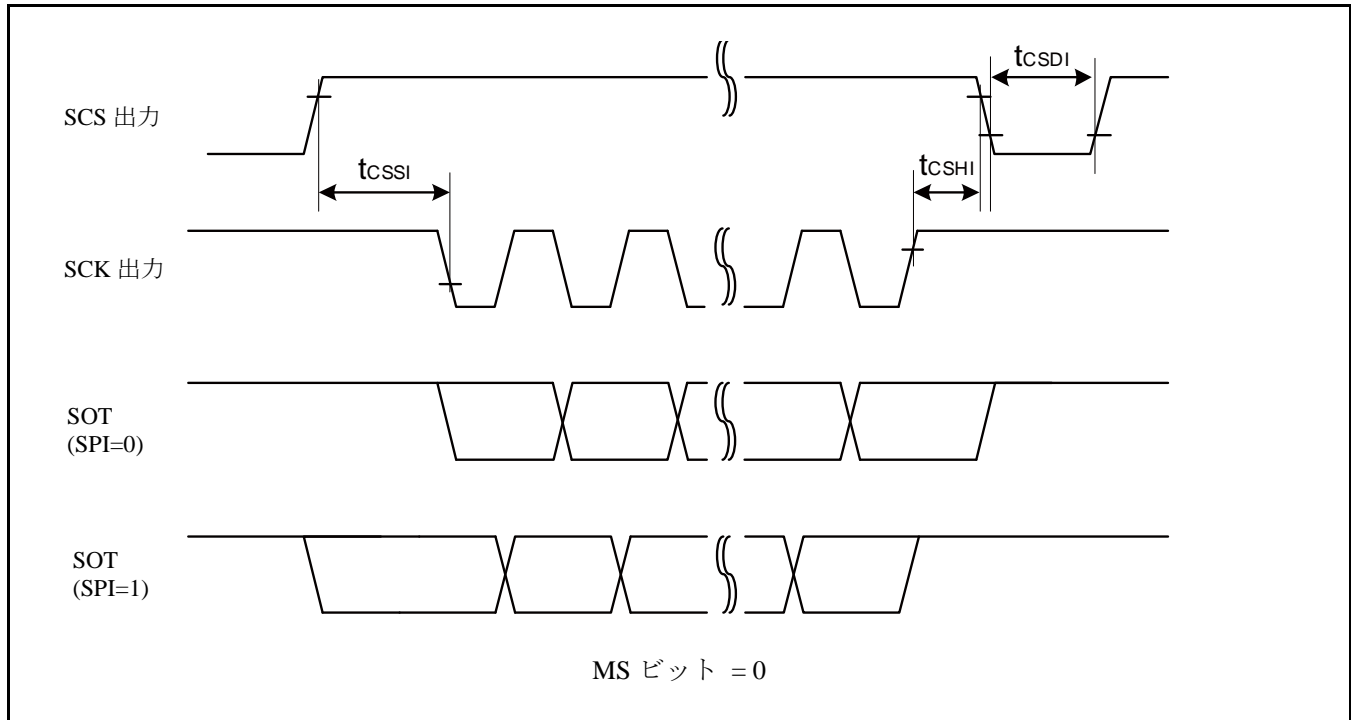 tCSDI
SCS 出力
tCSSI
tCSHI
SCK 出力
SOT
(SPI=0)
SOT
(SPI=1)
MS ビット = 0